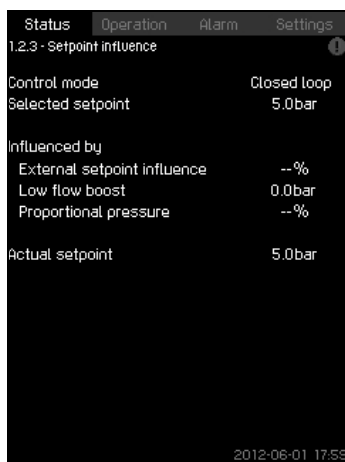 Status Operation Alarm Settings
1.2.3 - Setpoint influence
Control mode Closed loop
Selected setpoint 5.0bar
Influenced by
External setpoint influence --%
Low flow boost 0.0bar
Proportional pressure --%
Actual setpoint 5.0bar
2012-06-01 17:59